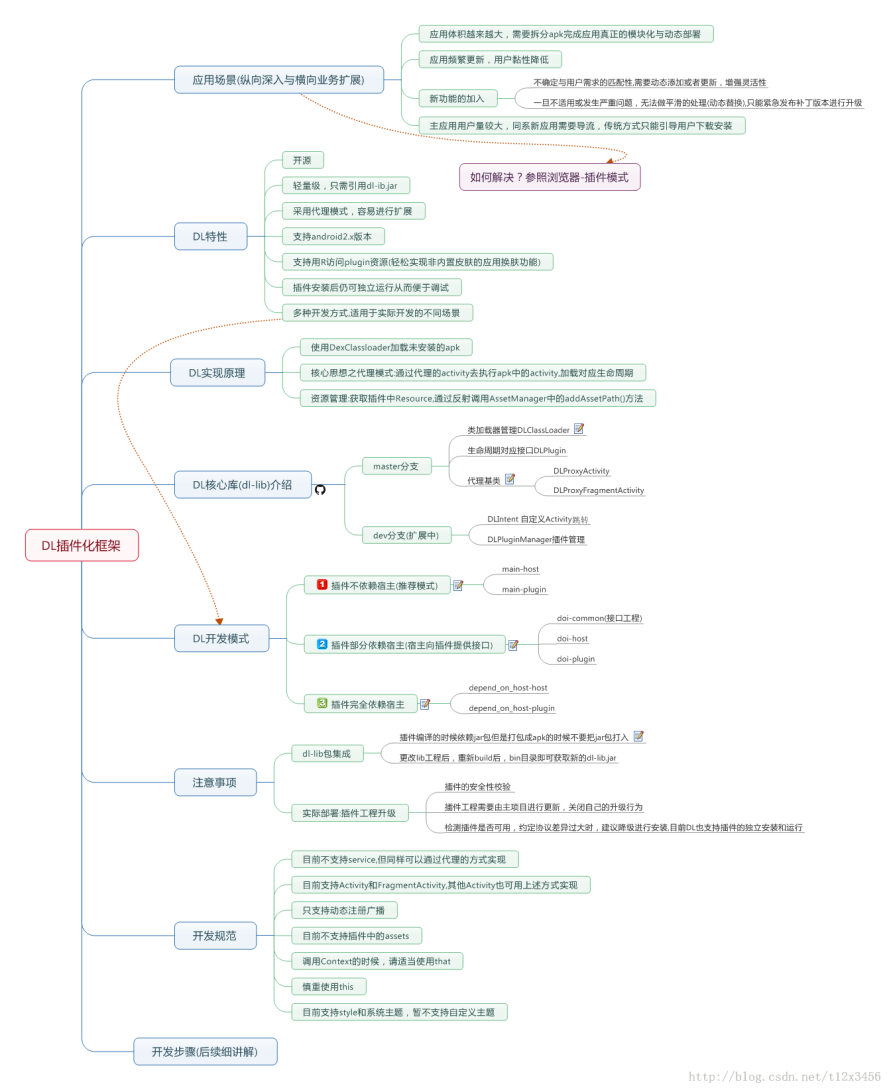 应用体积越来越大，需要拆分apk完成应用真正的模块化与动态部署
应用场景(纵向深入与横向业务扩展)
应用频繁更新，用户黏性降低
新功能的加入
不确定与用户需求的匹配性,需要动态添加或者更新，增强灵活性
一旦不适用或发生严重问题，无法做平滑的处理(动态替换),只能紧急发布补丁版本进行升级
主应用用户量较大，同系新应用需要导流，传统方式只能引导用户下载安装
如何解决？参照浏览器-插件模式
DL特性
开源
轻量级，只需引用dl-ib.jar
采用代理模式，容易进行扩展
支持android2.x版本
支持用R访问plugin资源(轻松实现非内置皮肤的应用换肤功能)
插件安装后仍可独立运行从而便于调试
多种开发方式,适用于实际开发的不同场景
DL实现原理
使用DexClassloader加载未安装的apk
核心思想之代理模式:通过代理的activity去执行apk中的activity,加载对应生命周期
资源管理:获取插件中Resource,通过反射调用AssetManager中的addAssetPath()方法
DL核心库(dl-lib)介绍
master分支
类加载器管理DLClassLoader
生命周期对应接口DLPlugin
代理基类
DLProxyActivity
DLProxyFragmentActivity
dev分支(扩展中)
DLIntent 自定义Activity跳转
DLPluginManager插件管理
DL插件化框架
DL开发模式
1 插件不依赖宿主(推荐模式)
main-host
main-plugin
2 插件部分依赖宿主(宿主向插件提供接口)
doi-common(接口工程)
doi-host
doi-plugin
3 插件完全依赖宿主
depend_on_host-host
depend_on_host-plugin
注意事项
dl-lib包集成
插件编译的时候依赖jar包但是打包成apk的时候不要把jar包打入
更改lib工程后，重新build后，bin目录即可获取新的dl-lib.jar
实际部署:插件工程升级
插件的安全性校验
插件工程需要由主项目进行更新，关闭自己的升级行为
检测插件是否可用，约定协议差异过大时，建议降级进行安装,目前DL也支持插件的独立安装和运行
开发规范
目前不支持service,但同样可以通过代理的方式实现
目前支持Activity和FragmentActivity,其他Activity也可用上述方式实现
只支持动态注册广播
目前不支持插件中的assets
调用Context的时候，请适当使用that
慎重使用this
目前支持style和系统主题，暂不支持自定义主题
开发步骤(后续细讲解)
http://blog.csdn.net/t12x3456